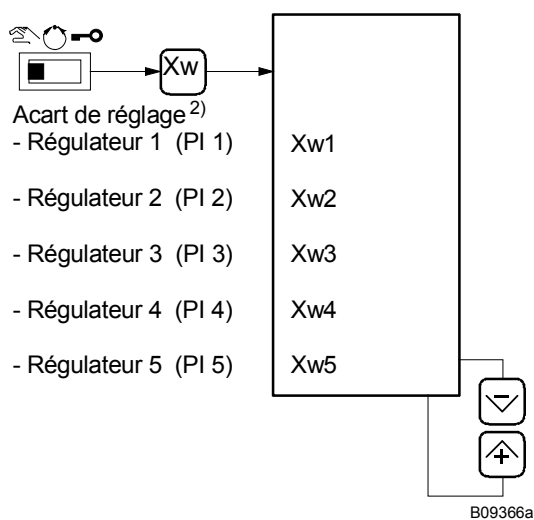 Xw
Acart de réglage 2)
- Régulateur 1 (PI 1) Xw1
- Régulateur 2 (PI 2) Xw2
- Régulateur 3 (PI 3) Xw3
- Régulateur 4 (PI 4) Xw4
- Régulateur 5 (PI 5) Xw5
-
+
B09366a